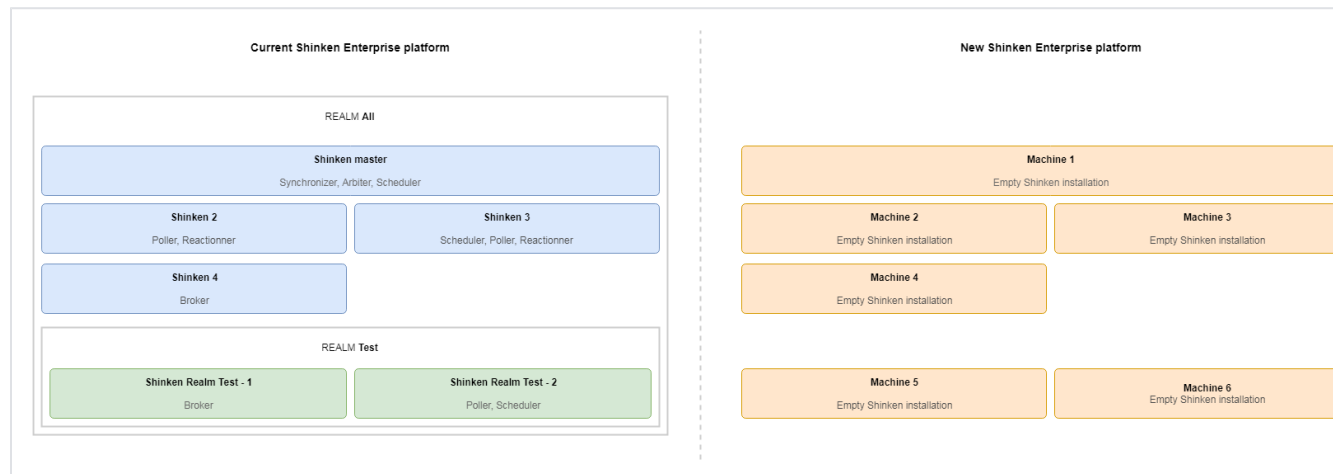 Current Shinken Enterprise platform
New Shinken Enterprise platform
REALM All
Shinken master
Synchronizer, Arbiter, Scheduler
Machine 1
Empty Shinken installation
Shinken 2
Poller, Reactionner
Shinken 3
Scheduler, Poller, Reactionner
Machine 2
Empty Shinken installation
Machine 3
Empty Shinken installation
Shinken 4
Broker
Machine 4
Empty Shinken installation
REALM Test
Shinken Realm Test - 1
Broker
Shinken Realm Test - 2
Poller, Scheduler
Machine 5
Empty Shinken installation
Machine 6
Empty Shinken installation